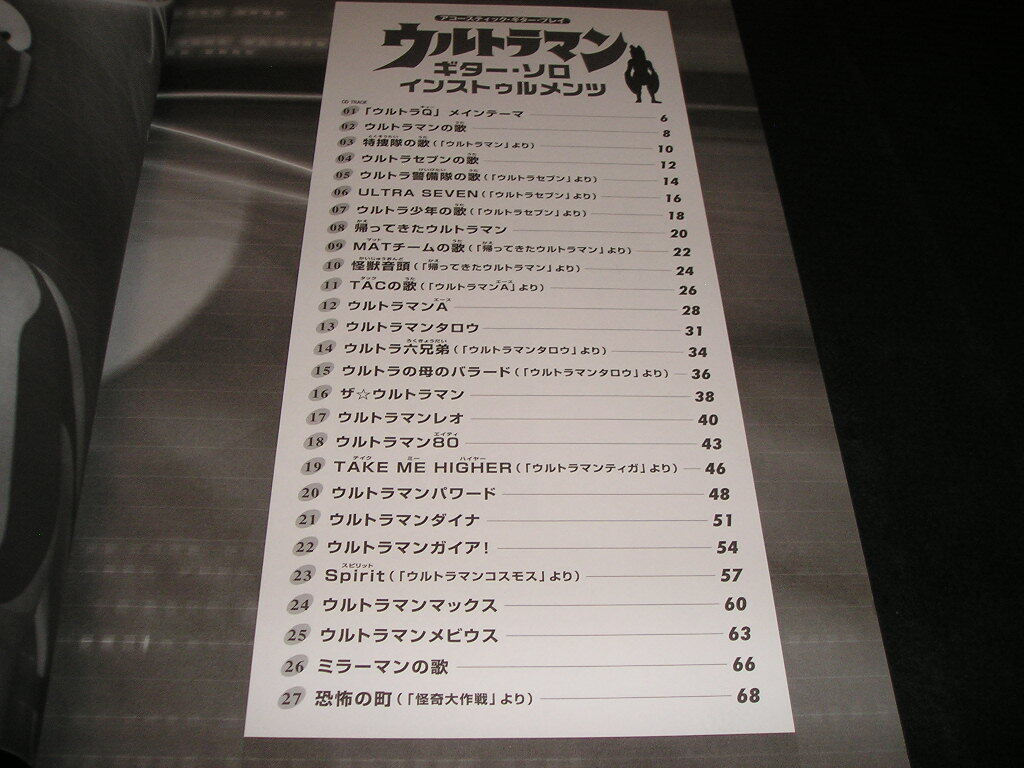 アコースティック・ギター・プレイ
ウルトラマン
ギター・ソロ
インストゥルメンツ
CD TRACK
01 「ウルトラQ」メインテーマ 6
02 ウルトラマンの歌 8
03 特捜隊の歌(「ウルトラマン」より) 10
04 ウルトラセブンの歌 12
05 ウルトラ警備隊の歌(「ウルトラセブン」より) 14
06 ULTRA SEVEN(「ウルトラセブン」より) 16
07 ウルトラ少年の歌(「ウルトラセブン」より) 18
08 帰ってきたウルトラマン 20
09 MATチームの歌(「帰ってきたウルトラマン」より) 22
10 怪獣音頭(「帰ってきたウルトラマン」より) 24
11 TACの歌(「ウルトラマンA」より) 26
12 ウルトラマンA 28
13 ウルトラマンタロウ 31
14 ウルトラ六兄弟(「ウルトラマンタロウ」より) 34
15 ウルトラの母のバラード(「ウルトラマンタロウ」より) 36
16 ザ☆ウルトラマン 38
17 ウルトラマンレオ 40
18 ウルトラマン80 43
19 TAKE ME HIGHER(「ウルトラマンティガ」より) 46
20 ウルトラマンパワード 48
21 ウルトラマンダイナ 51
22 ウルトラマンガイア! 54
23 Spirit(「ウルトラマンコスモス」より) 57
24 ウルトラマンマックス 60
25 ウルトラマンメビウス 63
26 ミラーマンの歌 66
27 恐怖の町(「怪奇大作戦」より) 68